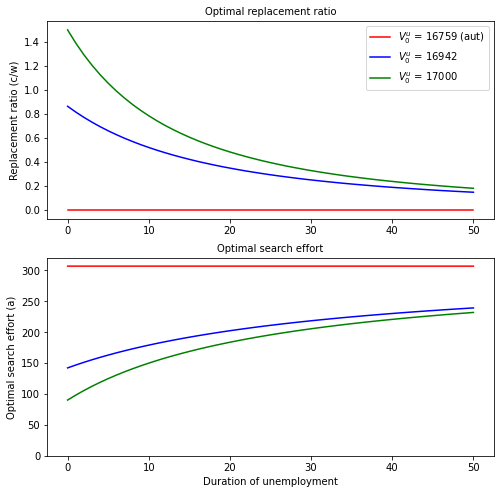 Optimal replacement ratio
Replacement ratio (c/w)
1.4
1.2
1.0
0.8
0.6
0.4
0.2
0.0
V₀ᵘ = 16759 (aut)
V₀ᵘ = 16942
V₀ᵘ = 17000
0 10 20 30 40 50
Optimal search effort
Optimal search effort (a)
300
250
200
150
100
50
0
0 10 20 30 40 50
Duration of unemployment